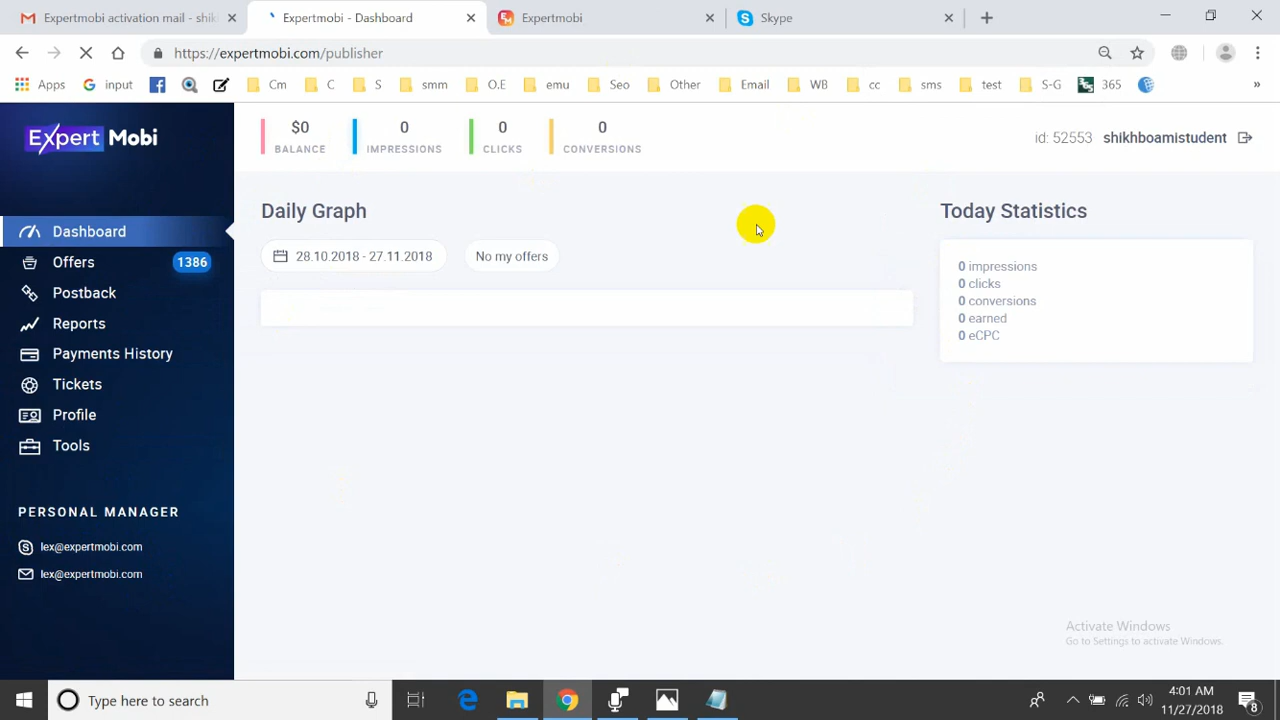 Expertmobi activation mail - shik
Expertmobi - Dashboard
Expertmobi
Skype
https://expertmobi.com/publisher
Apps
input
Cm
C
S
smm
O.E
emu
Seo
Other
Email
WB
cc
sms
test
S-G
365
Expert Mobi
$0
BALANCE
0
IMPRESSIONS
0
CLICKS
0
CONVERSIONS
id: 52553 shikhboamistudent
Dashboard
Offers 1386
Postback
Reports
Payments History
Tickets
Profile
Tools
PERSONAL MANAGER
lex@expertmobi.com
lex@expertmobi.com
Daily Graph
28.10.2018 - 27.11.2018
No my offers
Today Statistics
0 impressions
0 clicks
0 conversions
0 earned
0 eCPC
Activate Windows
Go to Settings to activate Windows.
Type here to search
4:01 AM
11/27/2018
8